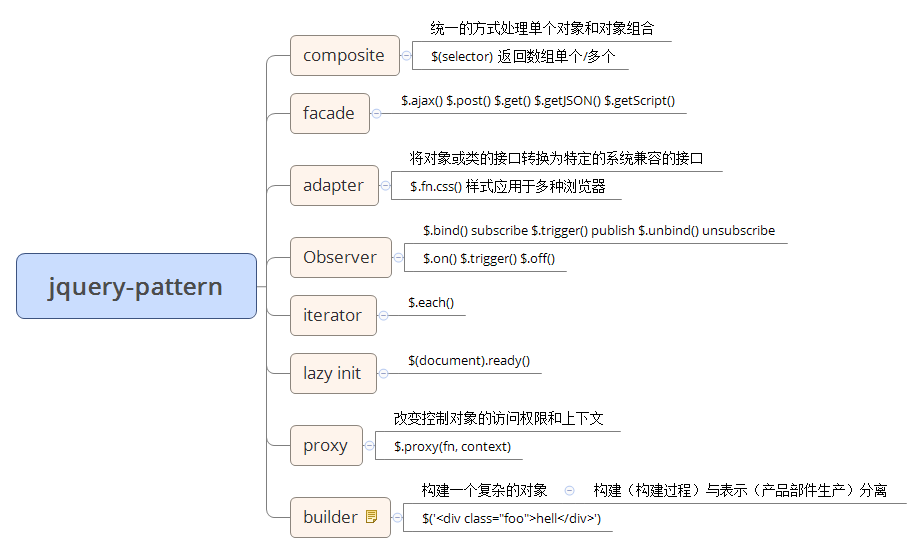 jquery-pattern
composite
统一的方式处理单个对象和对象组合
$(selector) 返回数组单个/多个
facade
$.ajax() $.post() $.get() $.getJSON() $.getScript()
adapter
将对象或类的接口转换为特定的系统兼容的接口
$.fn.css() 样式应用于多种浏览器
Observer
$.bind() subscribe $.trigger() publish $.unbind() unsubscribe
$.on() $.trigger() $.off()
iterator
$.each()
lazy init
$(document).ready()
proxy
改变控制对象的访问权限和上下文
$.proxy(fn, context)
builder
构建一个复杂的对象
构建（构建过程）与表示（产品部件生产）分离
$('<div class="foo">hell</div>')